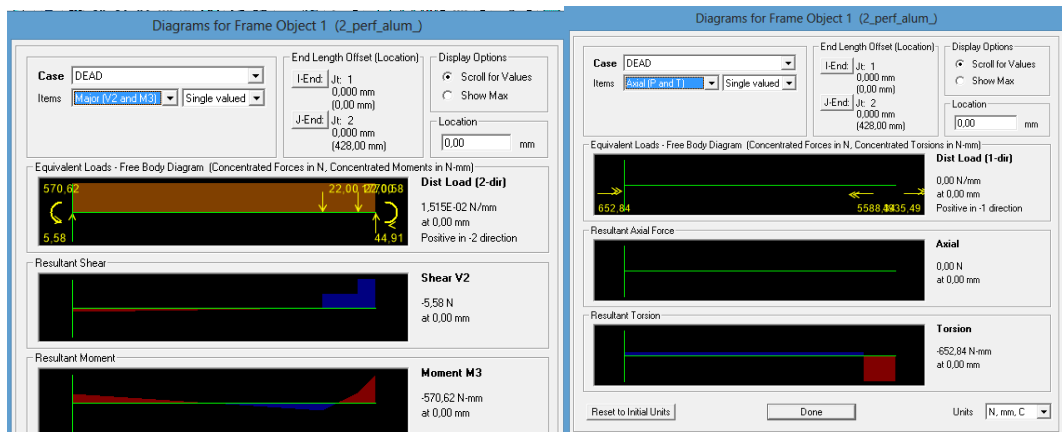 Diagrams for Frame Object 1 (2_perf_alum_)
Case DEAD
Items Major (V2 and M3) Single valued
End Length Offset (Location)
I-End: Jt: 1
0,000 mm
(0,00 mm)
J-End: Jt: 2
0,000 mm
(428,00 mm)
Display Options
Scroll for Values
Show Max
Location
0,00 mm
Equivalent Loads - Free Body Diagram (Concentrated Forces in N, Concentrated Moments in N-mm)
570,62
22,00
5,58
44,91
Dist Load (2-dir)
1,515E-02 N/mm
at 0,00 mm
Positive in -2 direction
Resultant Shear
Shear V2
-5,58 N
at 0,00 mm
Resultant Moment
Moment M3
-570,62 N-mm
at 0,00 mm
Diagrams for Frame Object 1 (2_perf_alum_)
Case DEAD
Items Axial (P and T) Single valued
End Length Offset (Location)
I-End: Jt: 1
0,000 mm
(0,00 mm)
J-End: Jt: 2
0,000 mm
(428,00 mm)
Display Options
Scroll for Values
Show Max
Location
0,00 mm
Equivalent Loads - Free Body Diagram (Concentrated Forces in N, Concentrated Torsions in N-mm)
652,84
Dist Load (1-dir)
0,00 N/mm
at 0,00 mm
Positive in -1 direction
Resultant Axial Force
Axial
0,00 N
at 0,00 mm
Resultant Torsion
Torsion
-652,84 N-mm
at 0,00 mm
Reset to Initial Units
Done
Units N, mm, C